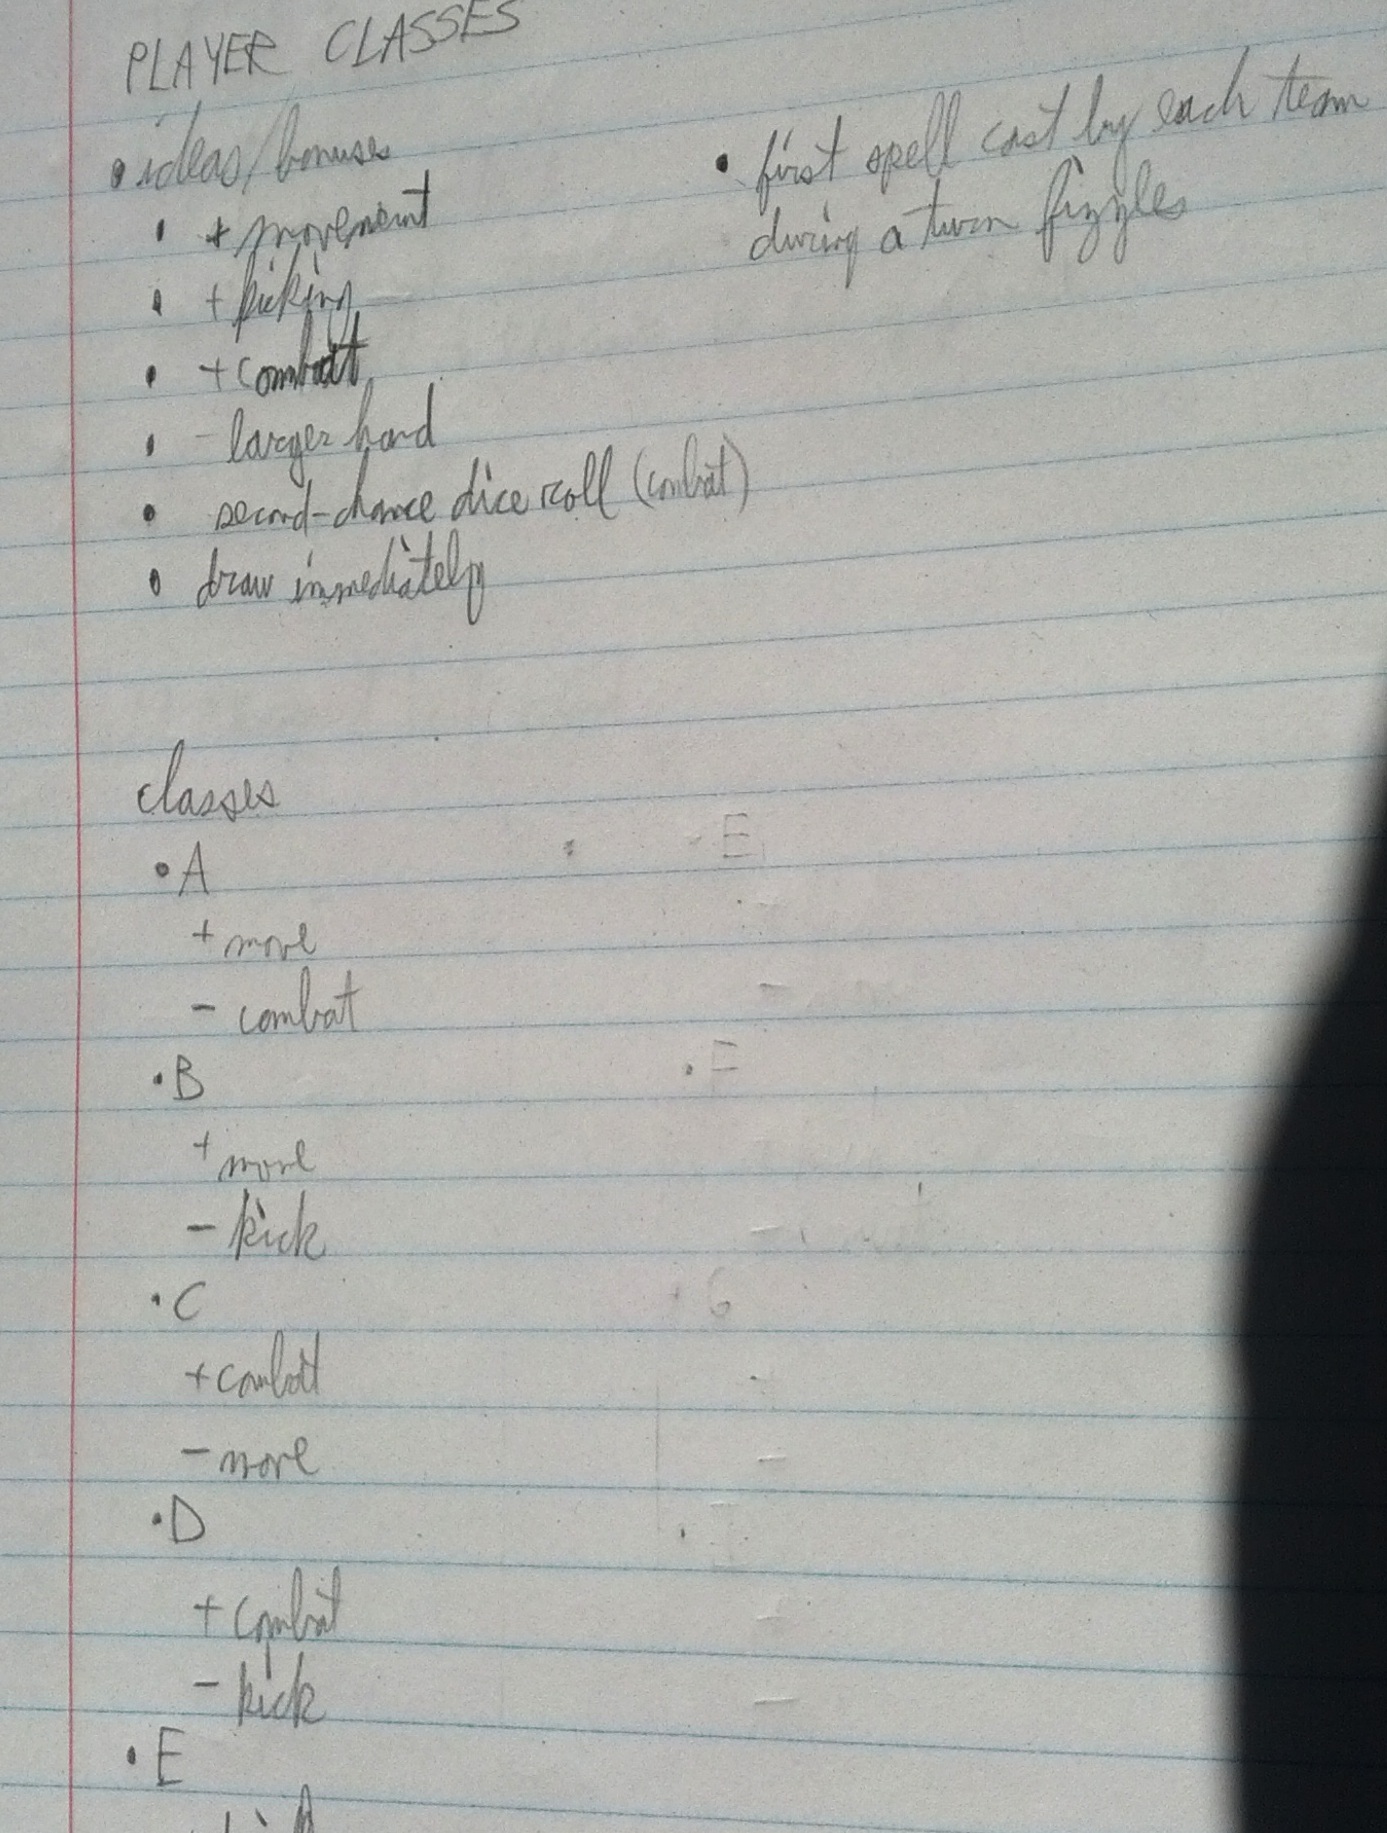 PLAYER CLASSES
• ideas/bonuses
• + movement
• + kicking
• + combat
• - larger hand
• second-chance dice roll (combat)
• draw immediately
• first spell cast by each team
during a turn fizzles
classes
• A
+ move
- combat
• B
+ move
- kick
• C
+ combat
- move
• D
+ combat
- kick
• E
• E
• F
• G